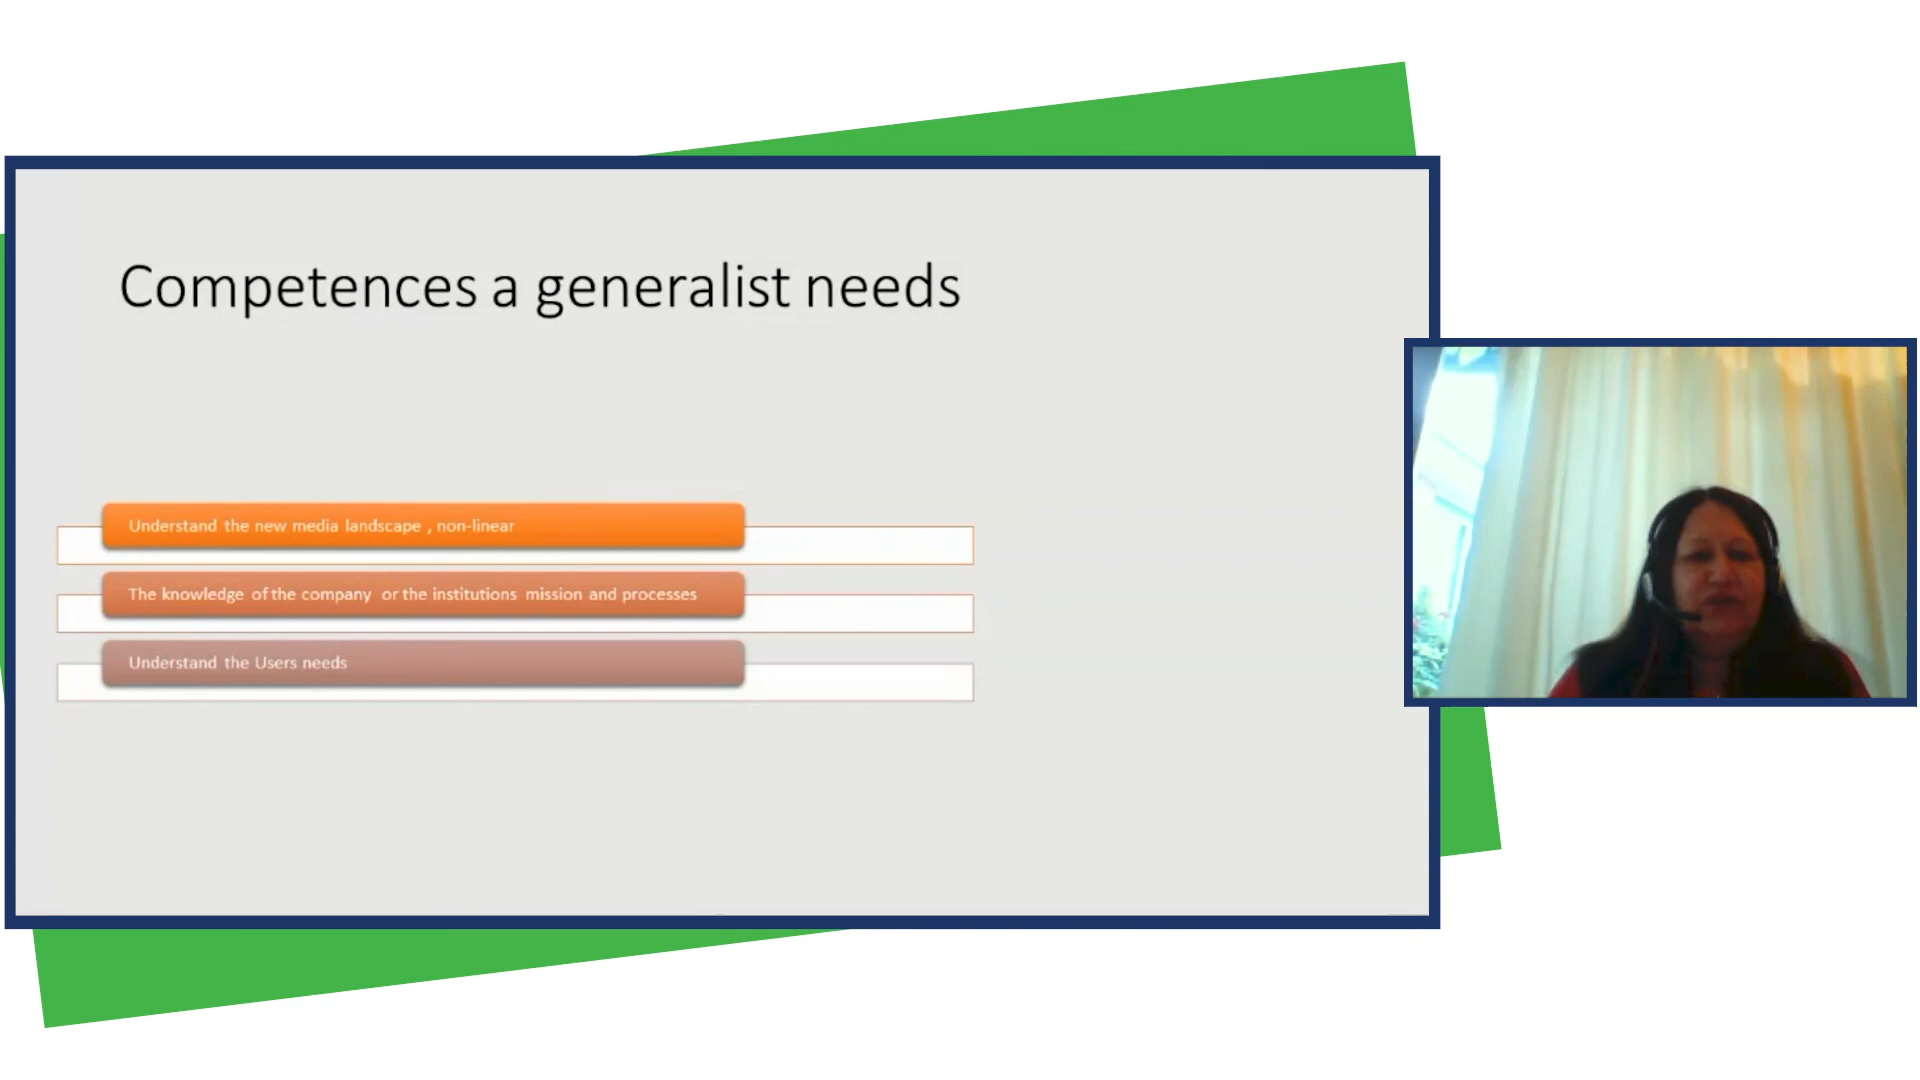 Competences a generalist needs
Understand the new media landscape , non-linear
The knowledge of the company or the institutions mission and processes
Understand the Users needs